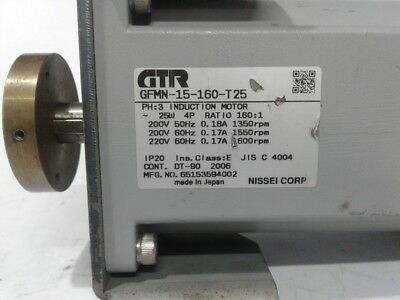 GTR
GFMN-15-160-T25
PH:3 INDUCTION MOTOR
~ 25W 4P RATIO 160:1
200V 50Hz 0.18A 1350rpm
200V 60Hz 0.17A 1550rpm
220V 60Hz 0.17A 1600rpm
IP20 Ins.Class:E JIS C 4004
CONT. DT-90 2006
MFG.NO.65153594002
made in Japan NISSEI CORP